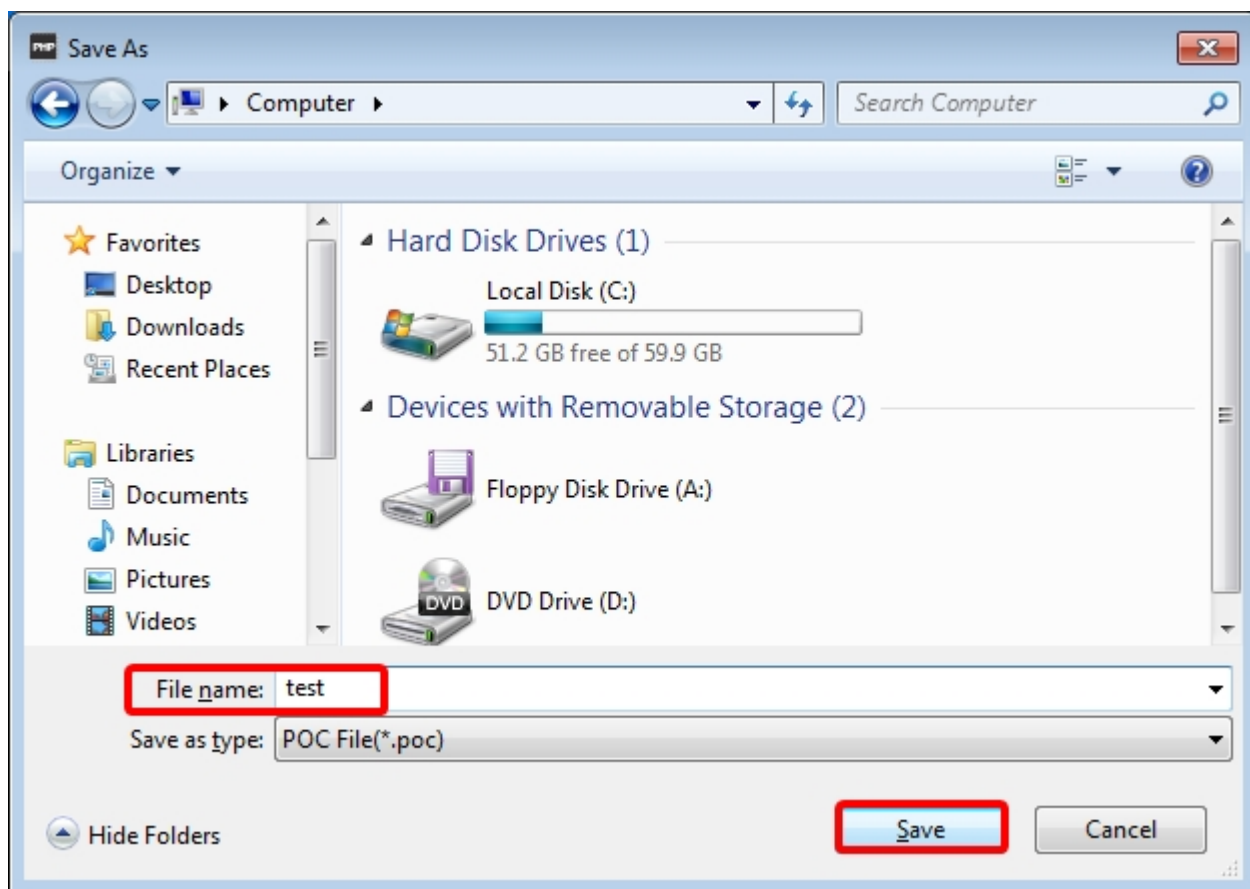 PHP Save As
Computer
Search Computer
Organize
Favorites
Desktop
Downloads
Recent Places
Libraries
Documents
Music
Pictures
Videos
Hard Disk Drives (1)
Local Disk (C:)
51.2 GB free of 59.9 GB
Devices with Removable Storage (2)
Floppy Disk Drive (A:)
DVD
DVD Drive (D:)
File name: test
Save as type: POC File(*.poc)
Hide Folders
Save
Cancel